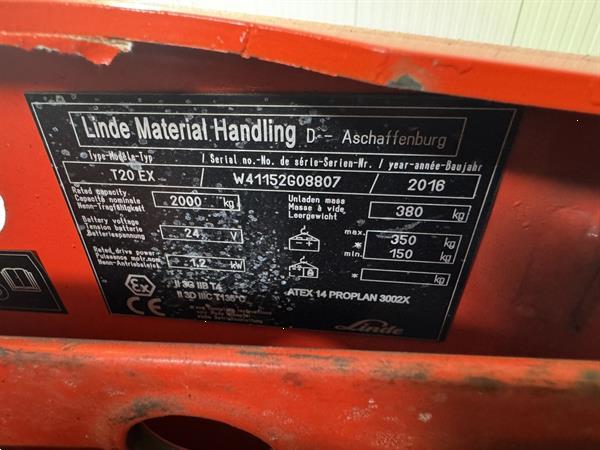 Linde Material Handling D-- Aschaffenburg
Type-Modele-Typ / Serial no.-No. de série-Serien-Nr. / year-année-Baujahr
T20 EX / W41152G08807 / 2016
Rated capacity
Capacité nominale
Nenn-Tragfähigkeit
2000 kg
Unladen mass
Masse à vide
Leergewicht
380 kg
Battery voltage
Tension batterie
Batteriespannung
24 V
max. 350 kg
*
min. 150 kg
Rated drive power
Puissance motr.nom.
Nenn-Antriebsleist.
1.2 kW
* kg
Ex
II 3G IIB T4
II 3D IIIC T135°C
ATEX 14 PROPLAN 3002X
CE
Linde